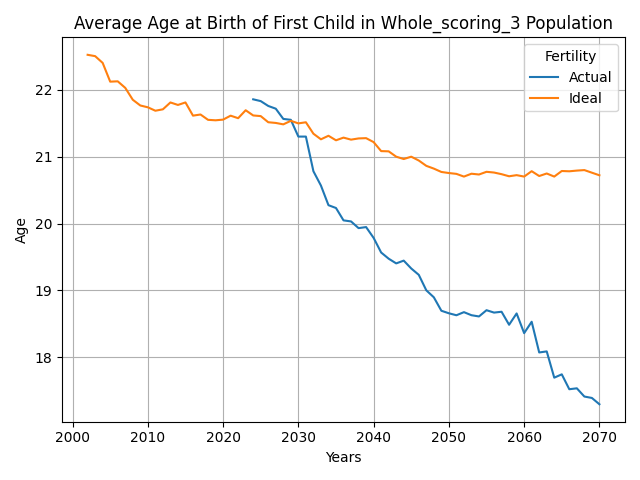 Average Age at Birth of First Child in Whole_scoring_3 Population
Fertility
Actual
Ideal
Age
22
21
20
19
18
2000 2010 2020 2030 2040 2050 2060 2070
Years